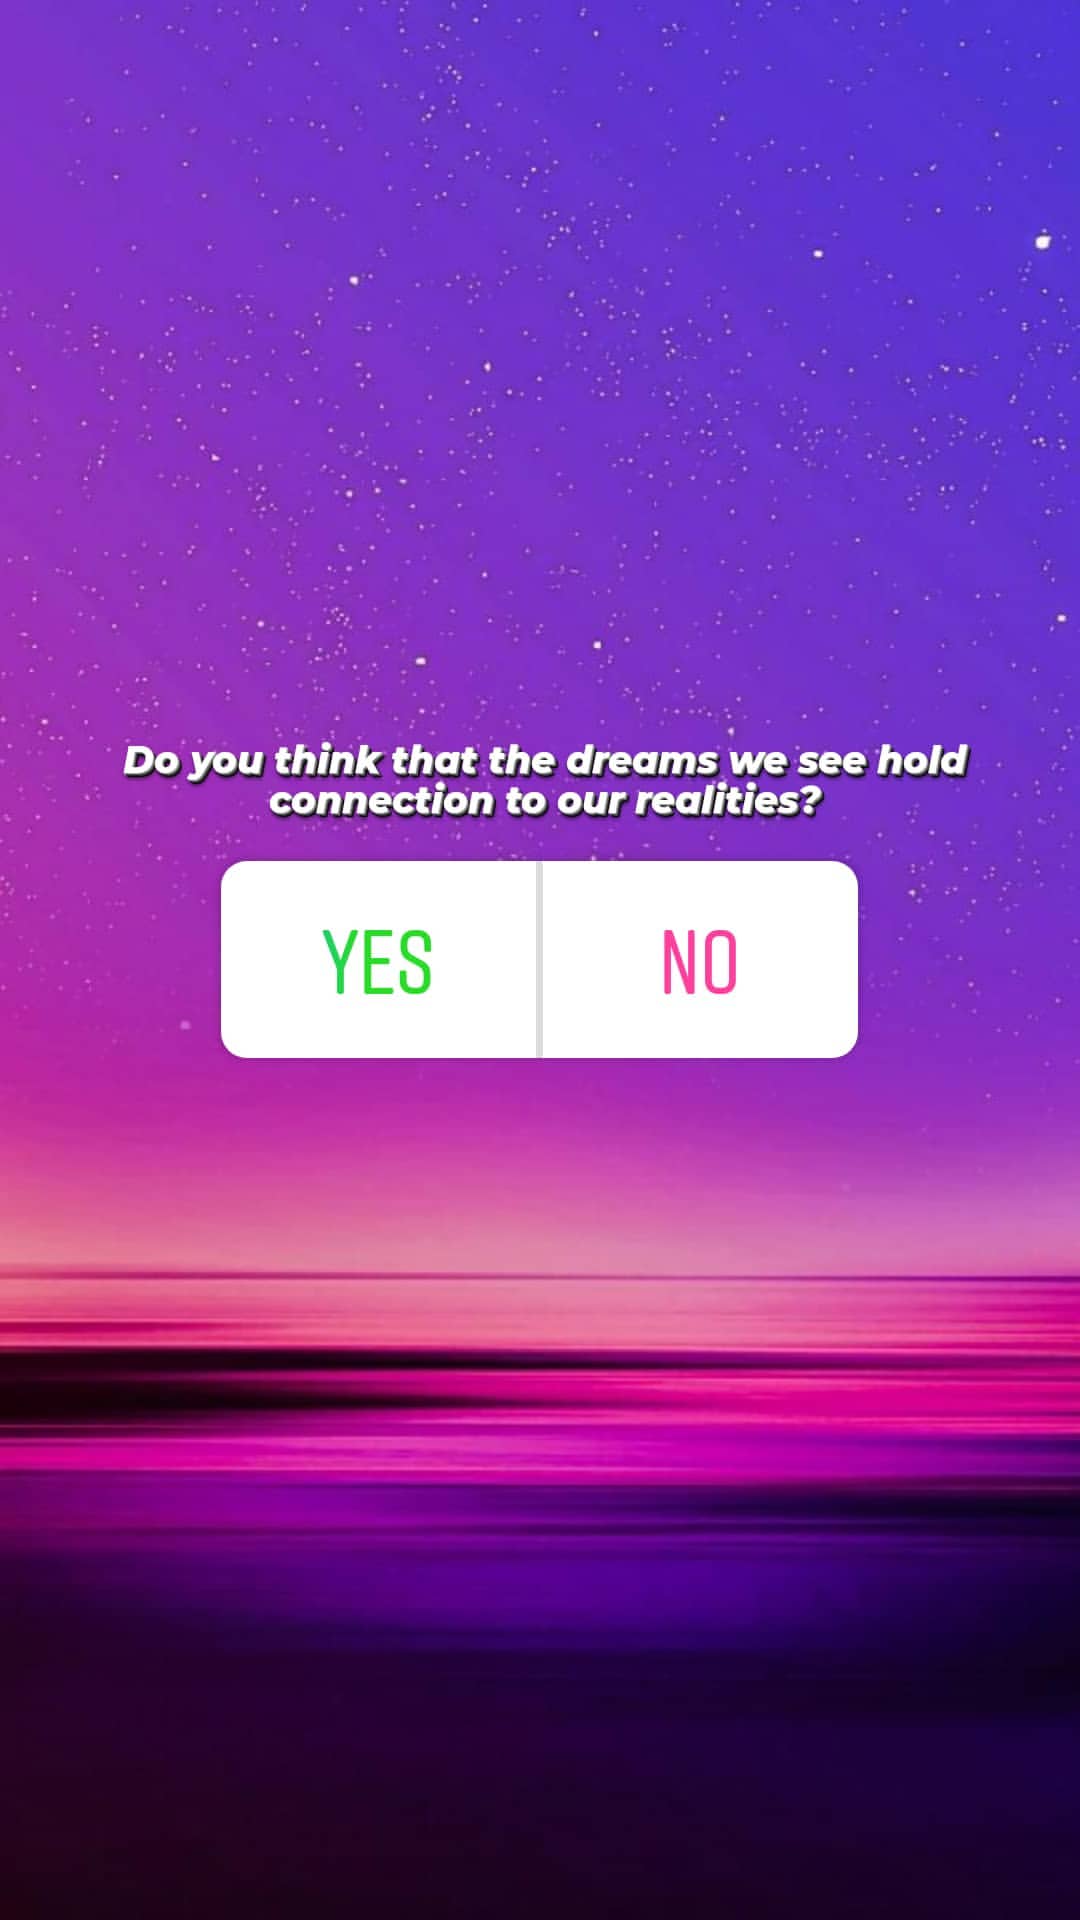 Do you think that the dreams we see hold
connection to our realities?
YES
NO